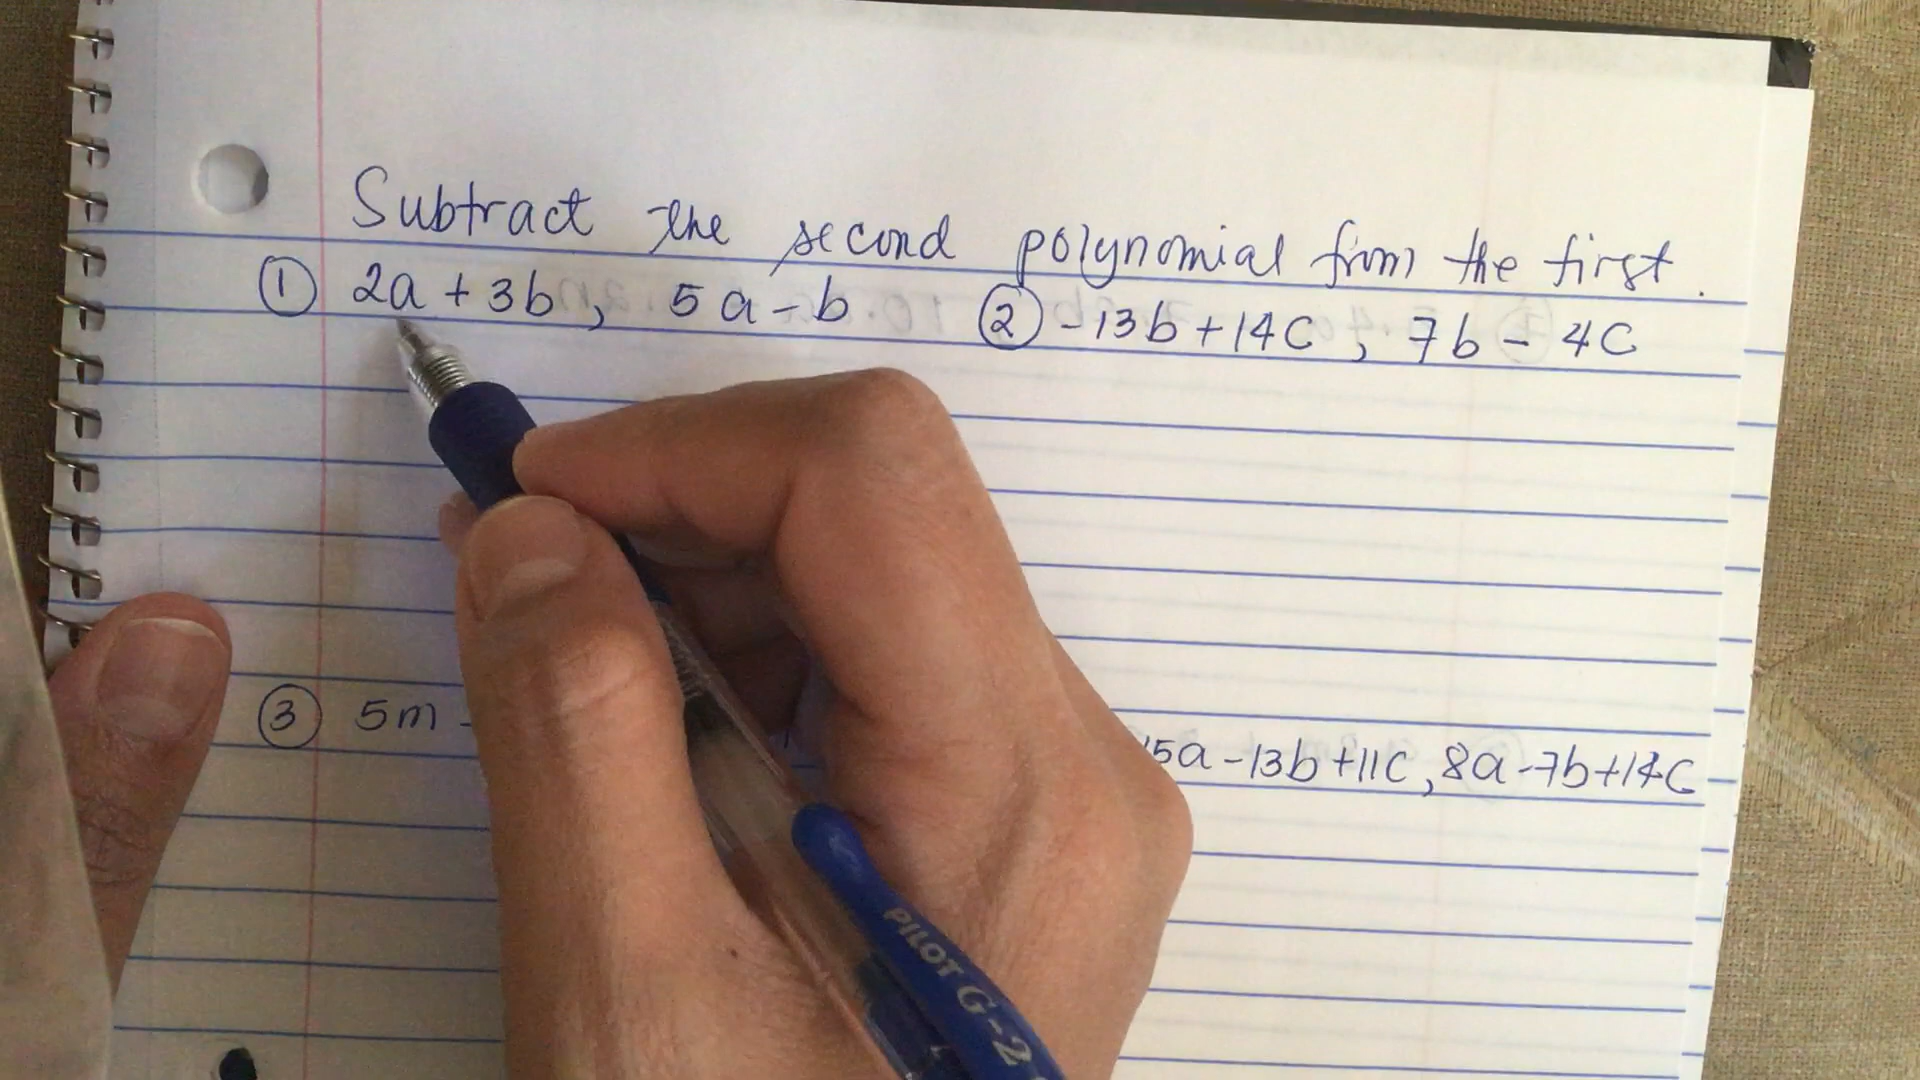 Subtract the second polynomial from the first.
① 2a + 3b, 5a - b ② -13b + 14c, 7b - 4c
③ 5m - 15a - 13b + 11c, 8a - 7b + 14c
PILOT G-2